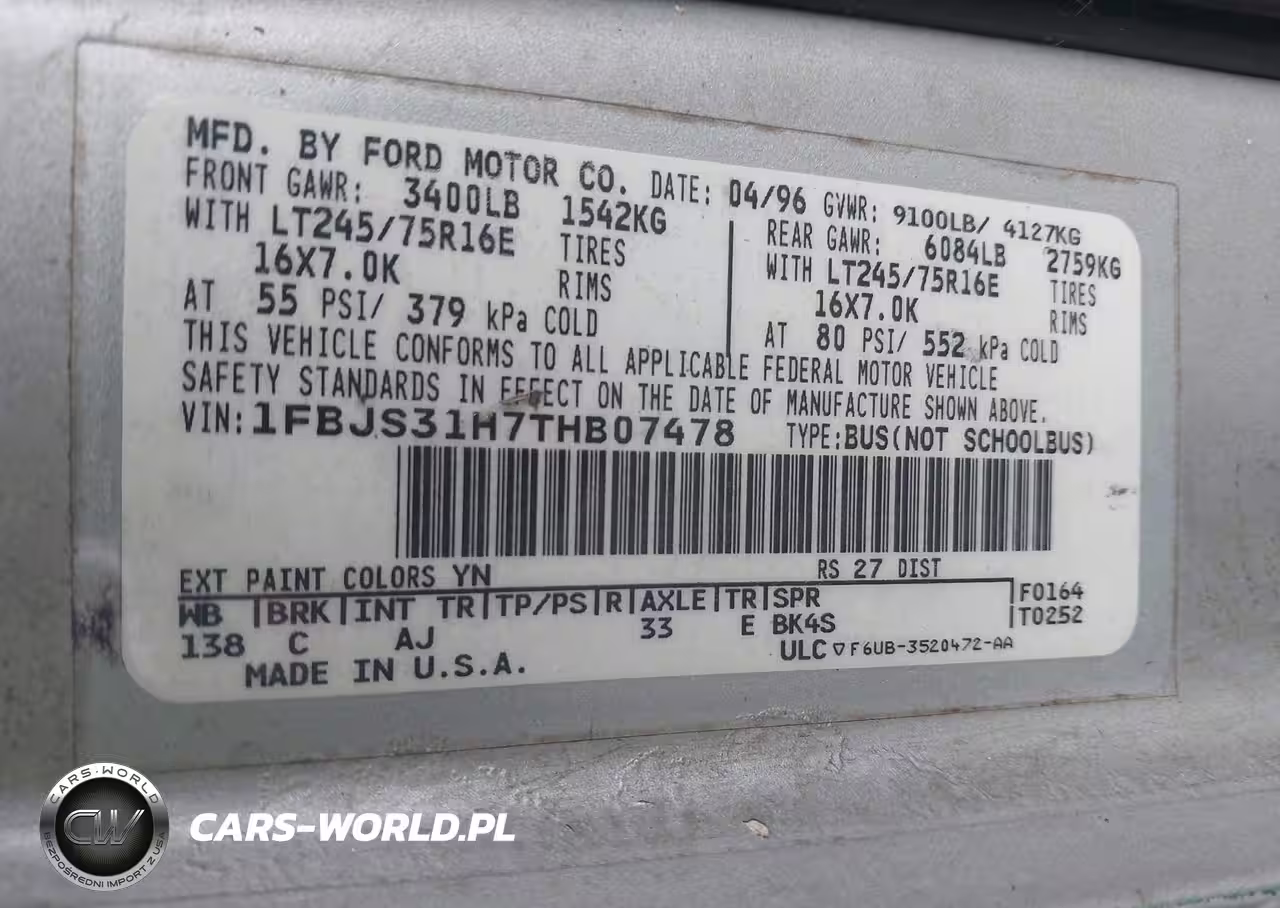 MFD. BY FORD MOTOR CO. DATE: 04/96 GVWR: 9100LB/ 4127KG
FRONT GAWR: 3400LB 1542KG
WITH LT245/75R16E TIRES
16X7.0K RIMS
AT 55 PSI/ 379 kPa COLD
REAR GAWR: 6084LB 2759KG
WITH LT245/75R16E TIRES
16X7.0K RIMS
AT 80 PSI/ 552 kPa COLD
THIS VEHICLE CONFORMS TO ALL APPLICABLE FEDERAL MOTOR VEHICLE
SAFETY STANDARDS IN EFFECT ON THE DATE OF MANUFACTURE SHOWN ABOVE.
VIN: 1FBJS31H7THB07478 TYPE: BUS(NOT SCHOOLBUS)
EXT PAINT COLORS YN RS 27 DIST
WB |BRK|INT TR|TP/PS|R|AXLE|TR|SPR |F0164
138 C AJ 33 E BK4S |T0252
MADE IN U.S.A. ULC ▽F6UB-3520472-AA
CARS-WORLD
CW
BEZPOŚREDNI IMPORT Z USA
CARS-WORLD.PL